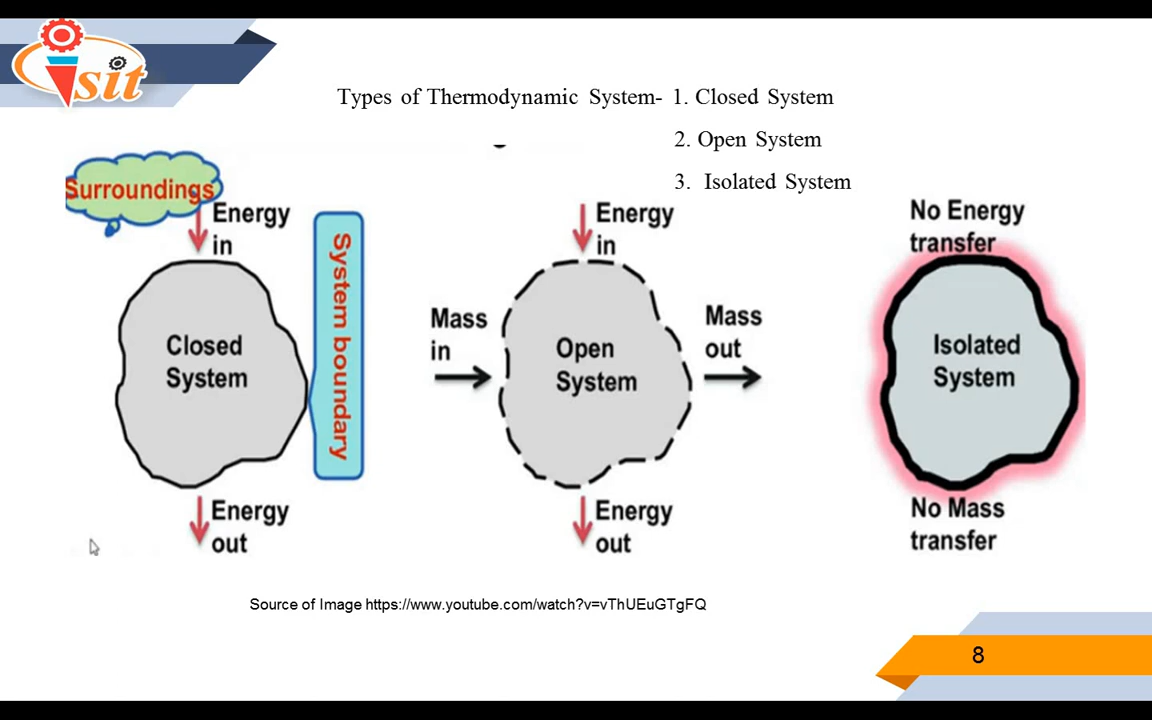 isit
Types of Thermodynamic System- 1. Closed System
2. Open System
3. Isolated System
Surroundings
Energy
in
Closed
System
System boundary
Energy
out
Energy
in
Mass
in
Open
System
Mass
out
Energy
out
No Energy
transfer
Isolated
System
No Mass
transfer
Source of Image https://www.youtube.com/watch?v=vThUEuGTgFQ
8